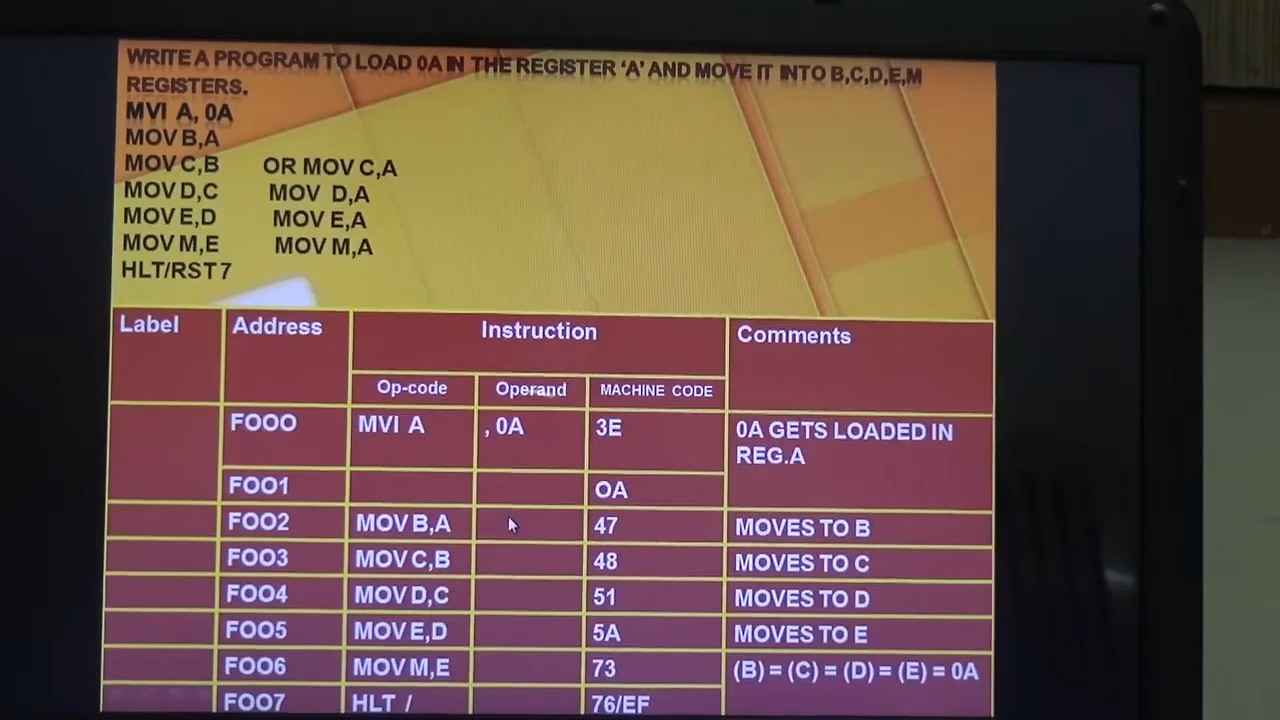 WRITE A PROGRAM TO LOAD 0A IN THE REGISTER 'A' AND MOVE IT INTO B,C,D,E,M
REGISTERS.
MVI A, 0A
MOV B,A
MOV C,B OR MOV C,A
MOV D,C MOV D,A
MOV E,D MOV E,A
MOV M,E MOV M,A
HLT/RST 7
Label Address Instruction Comments
Op-code Operand MACHINE CODE
FOOO MVI A , 0A 3E 0A GETS LOADED IN
REG.A
FOO1 OA
FOO2 MOV B,A 47 MOVES TO B
FOO3 MOV C,B 48 MOVES TO C
FOO4 MOV D,C 51 MOVES TO D
FOO5 MOV E,D 5A MOVES TO E
FOO6 MOV M,E 73 (B) = (C) = (D) = (E) = 0A
FOO7 HLT / 76/EF